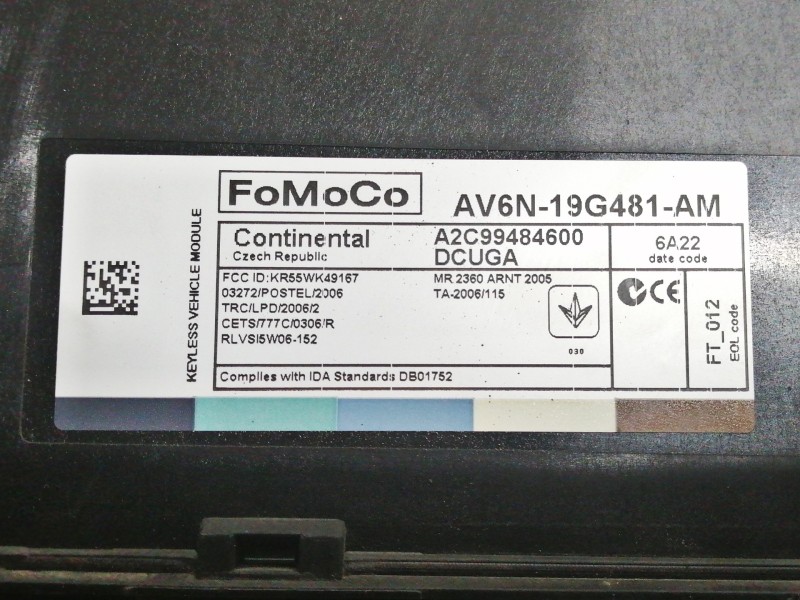 KEYLESS VEHICLE MODULE
FoMoCo
AV6N-19G481-AM
Continental
Czech Republic
A2C99484600
DCUGA
6A22
date code
FCC ID:KR55WK49167
03272/POSTEL/2006
TRC/LPD/2006/2
CETS/777C/0306/R
RLVSI5W06-152
MR 2360 ARNT 2005
TA-2006/115
030
CE
FT_012
EOL code
Complies with IDA Standards DB01752